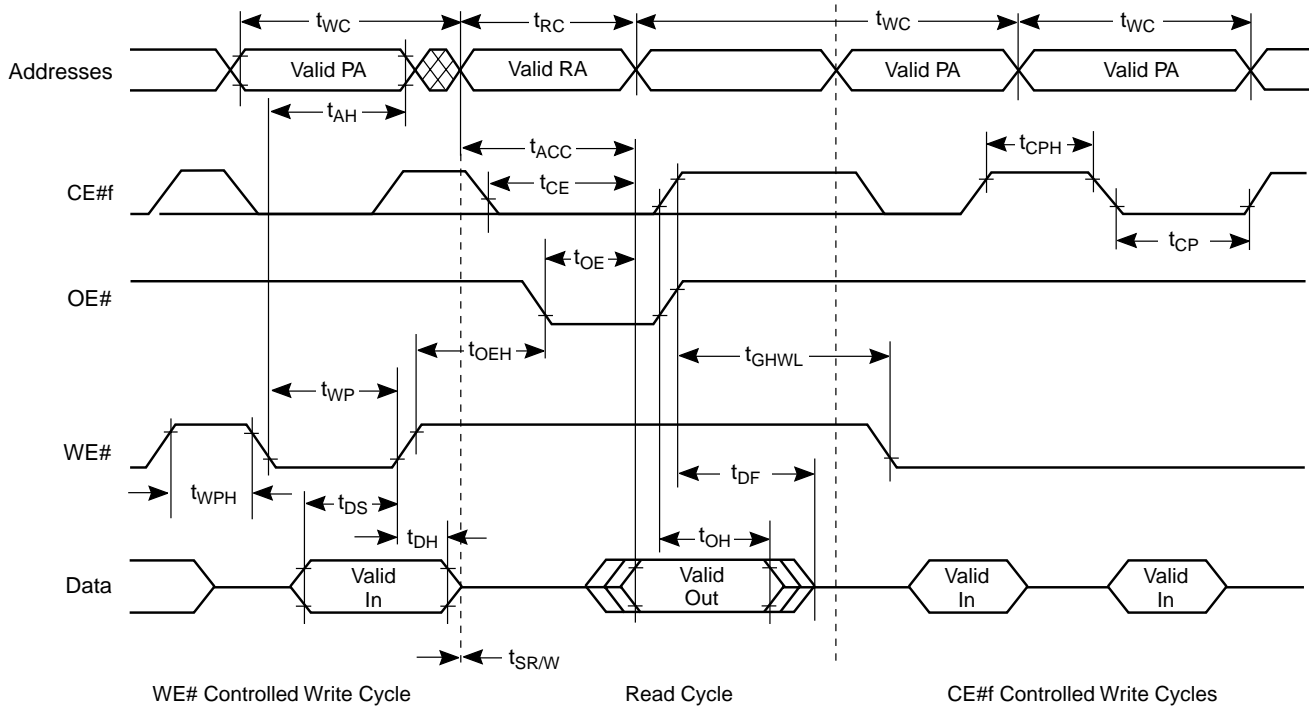 tWC tRC tWC tWC
Addresses Valid PA Valid RA Valid PA Valid PA
tAH
tACC tCPH
CE#f tCE
tOE tCP
OE#
tOEH tGHWL
tWP
WE#
tWPH tDS tDF
tDH tOH
Data Valid In Valid Out Valid In Valid In
tSR/W
WE# Controlled Write Cycle Read Cycle CE#f Controlled Write Cycles